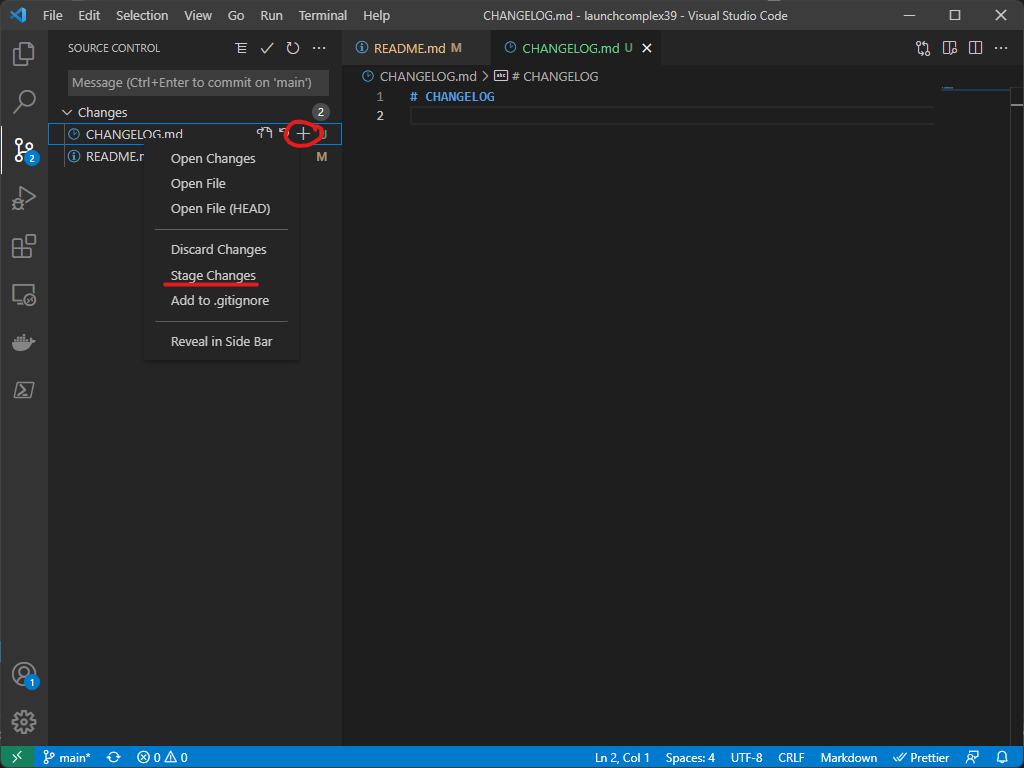 File Edit Selection View Go Run Terminal Help CHANGELOG.md - launchcomplex39 - Visual Studio Code
SOURCE CONTROL
README.md M CHANGELOG.md U
Message (Ctrl+Enter to commit on 'main')
CHANGELOG.md > # CHANGELOG
Changes 2
1 # CHANGELOG
2
CHANGELOG.md U
README.m M
2
Open Changes
Open File
Open File (HEAD)
Discard Changes
Stage Changes
Add to .gitignore
Reveal in Side Bar
1
main* 0 0 Ln 2, Col 1 Spaces: 4 UTF-8 CRLF Markdown Prettier